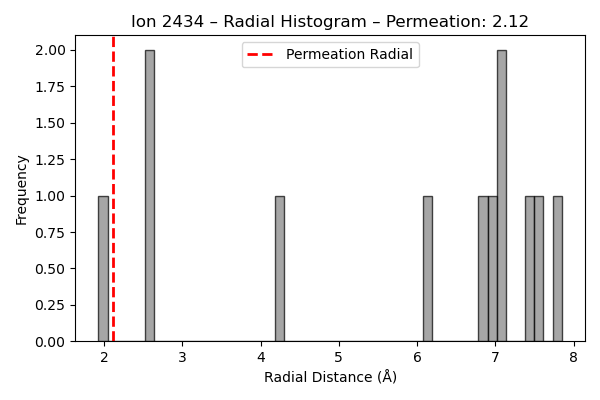 Ion 2434 – Radial Histogram – Permeation: 2.12
Permeation Radial
2.00
1.75
1.50
1.25
1.00
0.75
0.50
0.25
0.00
Frequency
2 3 4 5 6 7 8
Radial Distance (Å)